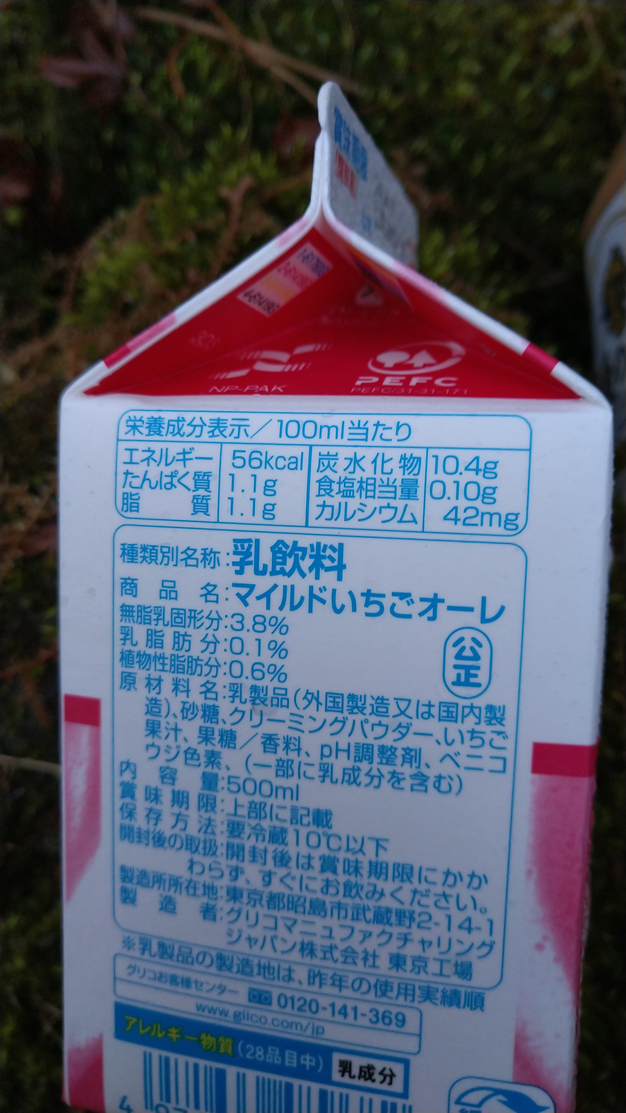 NP-PAK
PEFC
PEFC/31-31-171
栄養成分表示／100ml当たり
エネルギー 56kcal 炭水化物 10.4g
たんぱく質 1.1g 食塩相当量 0.10g
脂質 1.1g カルシウム 42mg
種類別名称:乳飲料
商品名:マイルドいちごオーレ
公正
無脂乳固形分:3.8%
乳脂肪分:0.1%
植物性脂肪分:0.6%
原材料名:乳製品（外国製造又は国内製
造）、砂糖、クリーミングパウダー、いちご
果汁、果糖／香料、pH調整剤、ベニコ
ウジ色素、（一部に乳成分を含む）
内容量:500ml
賞味期限:上部に記載
保存方法:要冷蔵10℃以下
開封後の取扱:開封後は賞味期限にかか
わらず、すぐにお飲みください。
製造所所在地:東京都昭島市武蔵野2-14-1
製造者:グリコマニュファクチャリング
ジャパン株式会社 東京工場
※乳製品の製造地は、昨年の使用実績順
グリコお客様センター 0120-141-369
www.glico.com/jp
アレルギー物質（28品目中） 乳成分